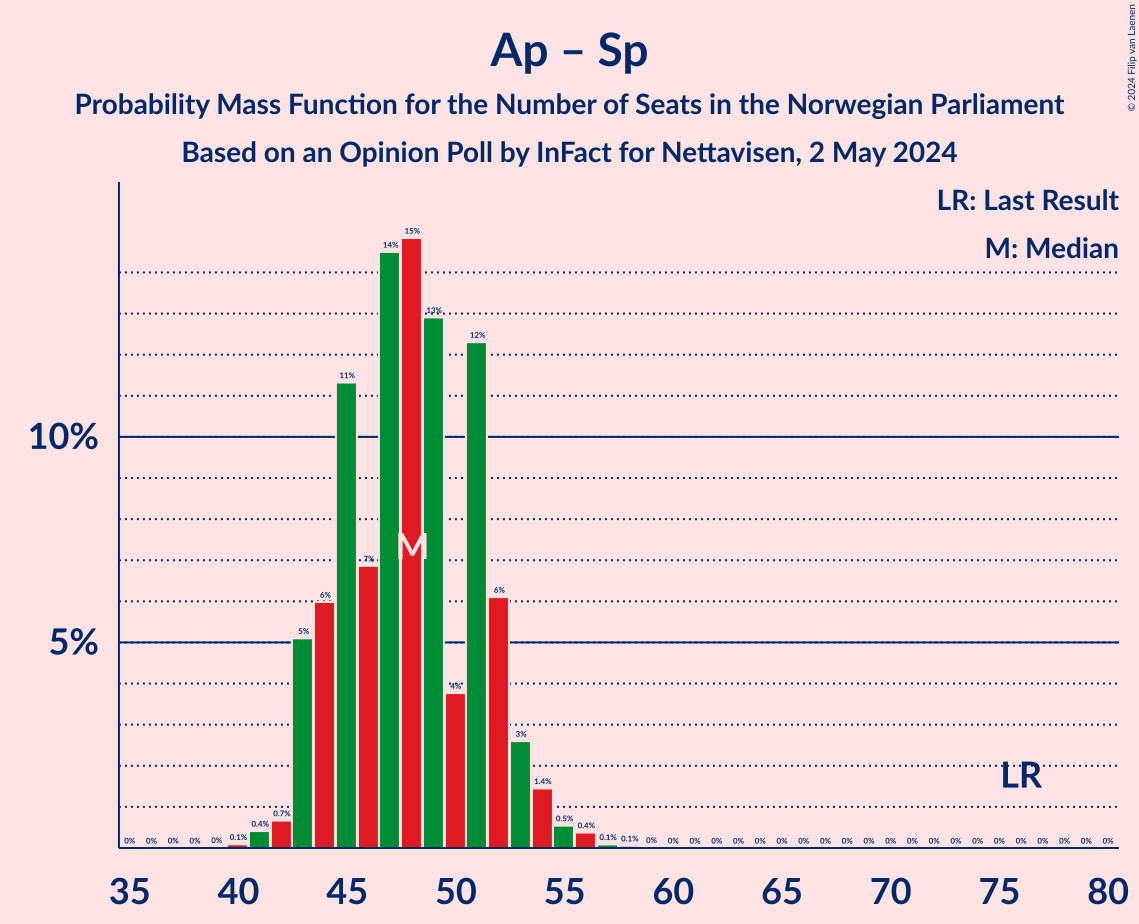 Ap – Sp
Probability Mass Function for the Number of Seats in the Norwegian Parliament
Based on an Opinion Poll by InFact for Nettavisen, 2 May 2024
© 2024 Filip van Laenen
LR: Last Result
M: Median
10%
5%
0% 0% 0% 0% 0% 0.1% 0.4% 0.7% 5% 6% 11% 7% 14% 15% 13% 4% 12% 6% 3% 1.4% 0.5% 0.4% 0.1% 0.1% 0% 0% 0% 0% 0% 0% 0% 0% 0% 0% 0% 0% 0% 0% 0% 0% 0% 0% 0% 0% 0% 0%
M
LR
35 40 45 50 55 60 65 70 75 80